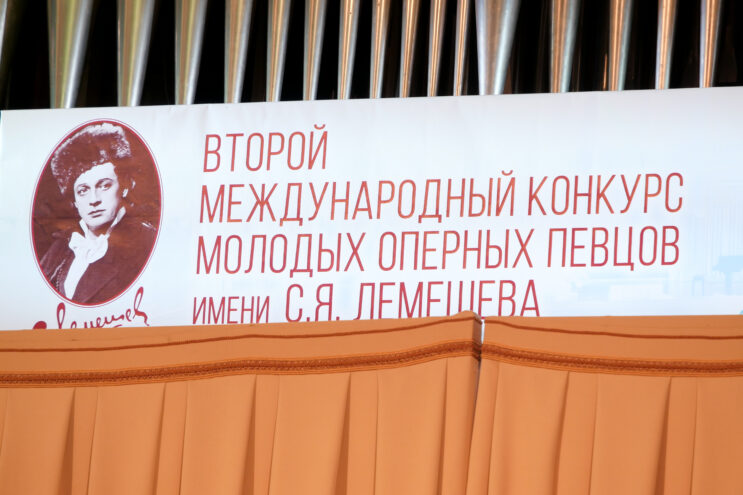 ВТОРОЙ
МЕЖДУНАРОДНЫЙ КОНКУРС
МОЛОДЫХ ОПЕРНЫХ ПЕВЦОВ
ИМЕНИ С.Я. ЛЕМЕШЕВА